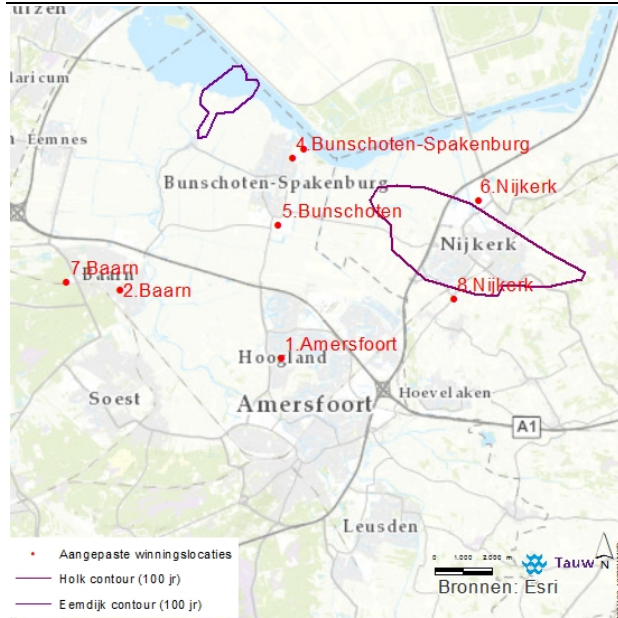 urzen
laricum
n Eemnes
4.Bunschoten-Spakenburg
Bunschoten-Spakenburg
6.Nijkerk
5.Bunschoten
Nijkerk
7.Baarn
Baarn
2.Baarn
8.Nijkerk
1.Amersfoort
Hoogland
Hoevelaken
Soest
Amersfoort
A1
Leusden
Aangepaste winningslocaties
Holk contour (100 jr)
Eemdijk contour (100 jr)
0 1.000 2.000 m
Tauw
N
Bronnen: Esri